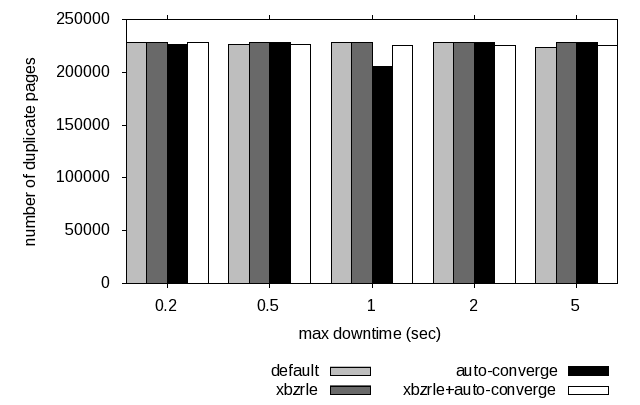 250000
200000
150000
100000
50000
0
number of duplicate pages
0.2 0.5 1 2 5
max downtime (sec)
default auto-converge
xbzrle xbzrle+auto-converge